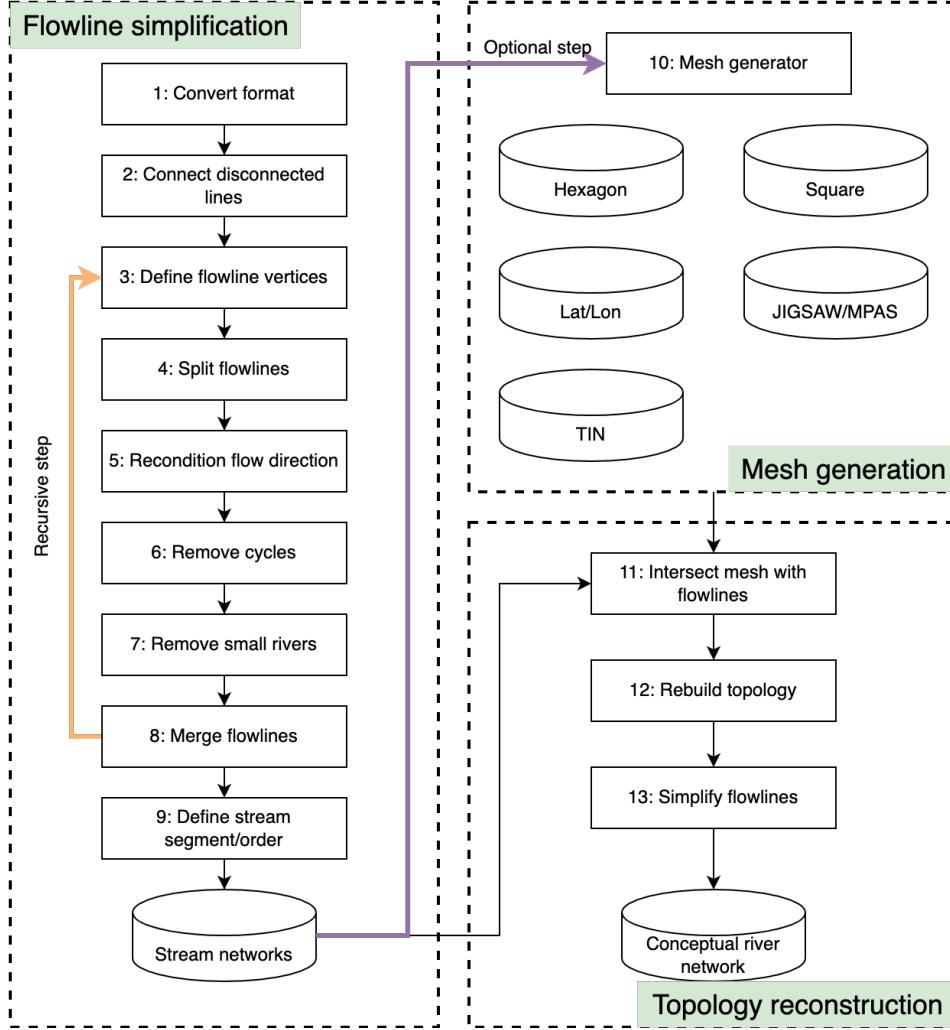 Flowline simplification
1: Convert format
2: Connect disconnected
lines
3: Define flowline vertices
4: Split flowlines
5: Recondition flow direction
6: Remove cycles
7: Remove small rivers
8: Merge flowlines
9: Define stream
segment/order
Stream networks
Recursive step
Optional step
10: Mesh generator
Hexagon
Square
Lat/Lon
JIGSAW/MPAS
TIN
Mesh generation
11: Intersect mesh with
flowlines
12: Rebuild topology
13: Simplify flowlines
Conceptual river
network
Topology reconstruction